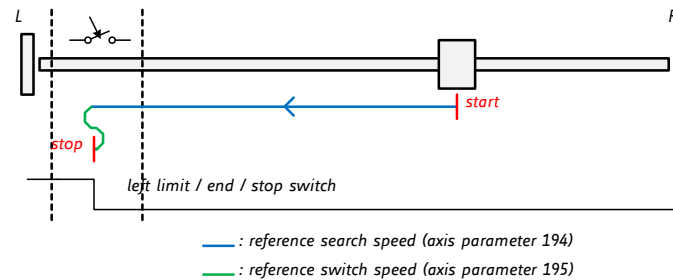 L
start
stop
left limit / end / stop switch
: reference search speed (axis parameter 194)
: reference switch speed (axis parameter 195)